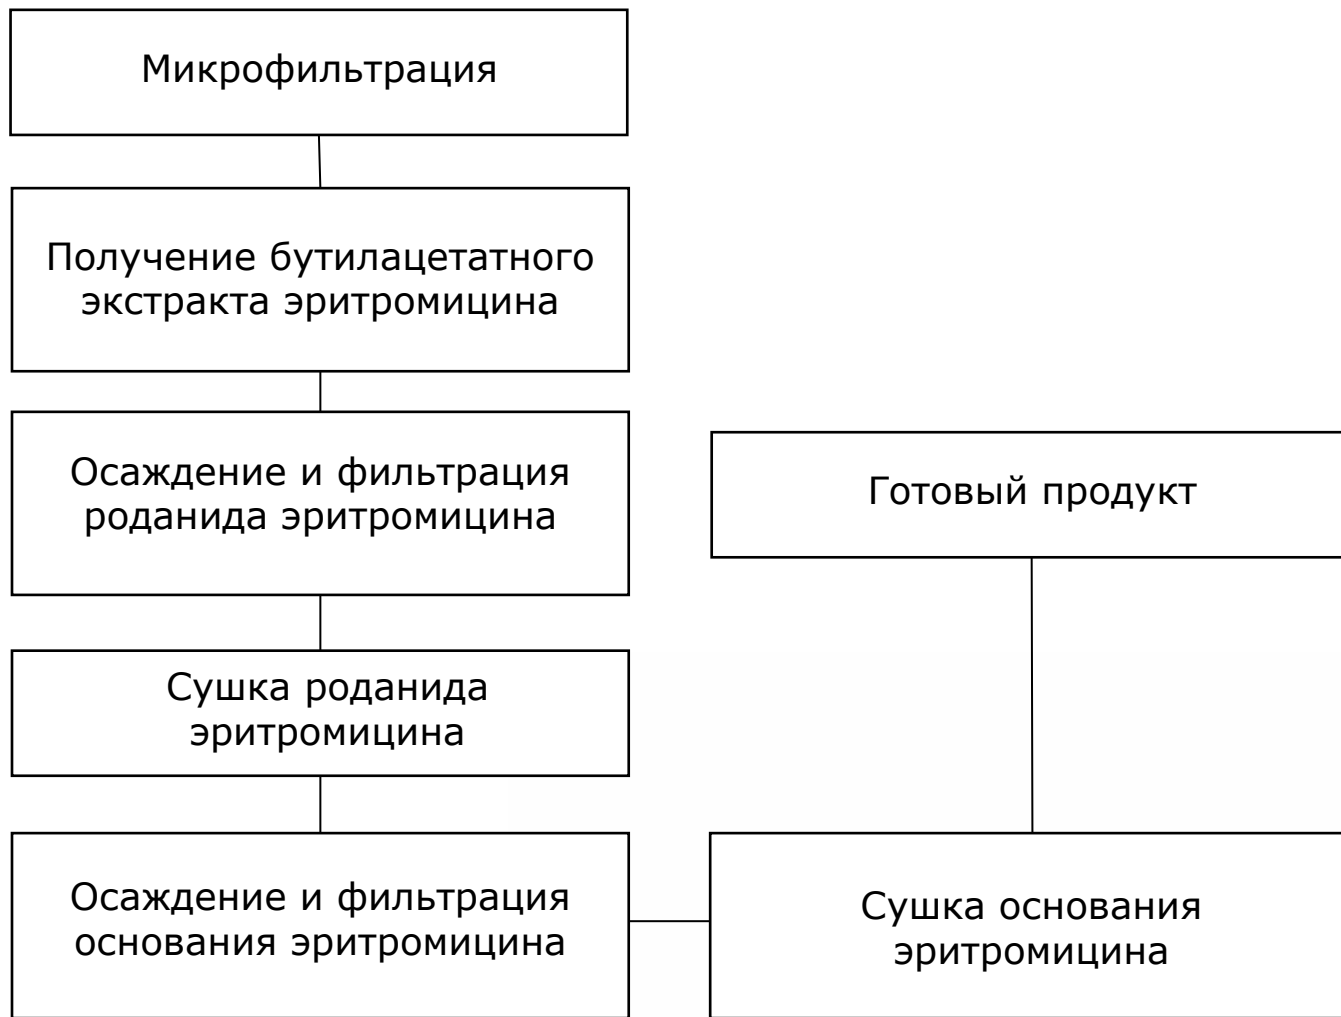 Микрофильтрация
Получение бутилацетатного
экстракта эритромицина
Осаждение и фильтрация
роданида эритромицина
Сушка роданида
эритромицина
Осаждение и фильтрация
основания эритромицина
Сушка основания
эритромицина
Готовый продукт